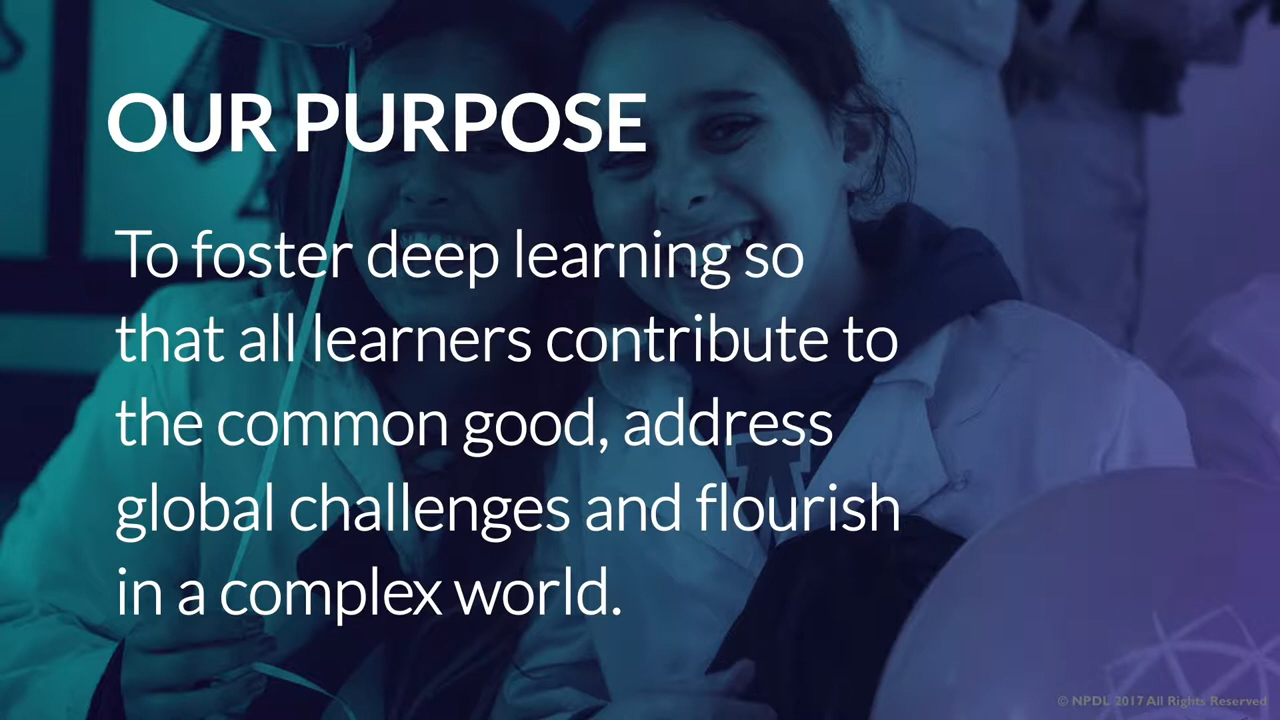 OUR PURPOSE
To foster deep learning so
that all learners contribute to
the common good, address
global challenges and flourish
in a complex world.
© NPDL 2017 All Rights Reserved